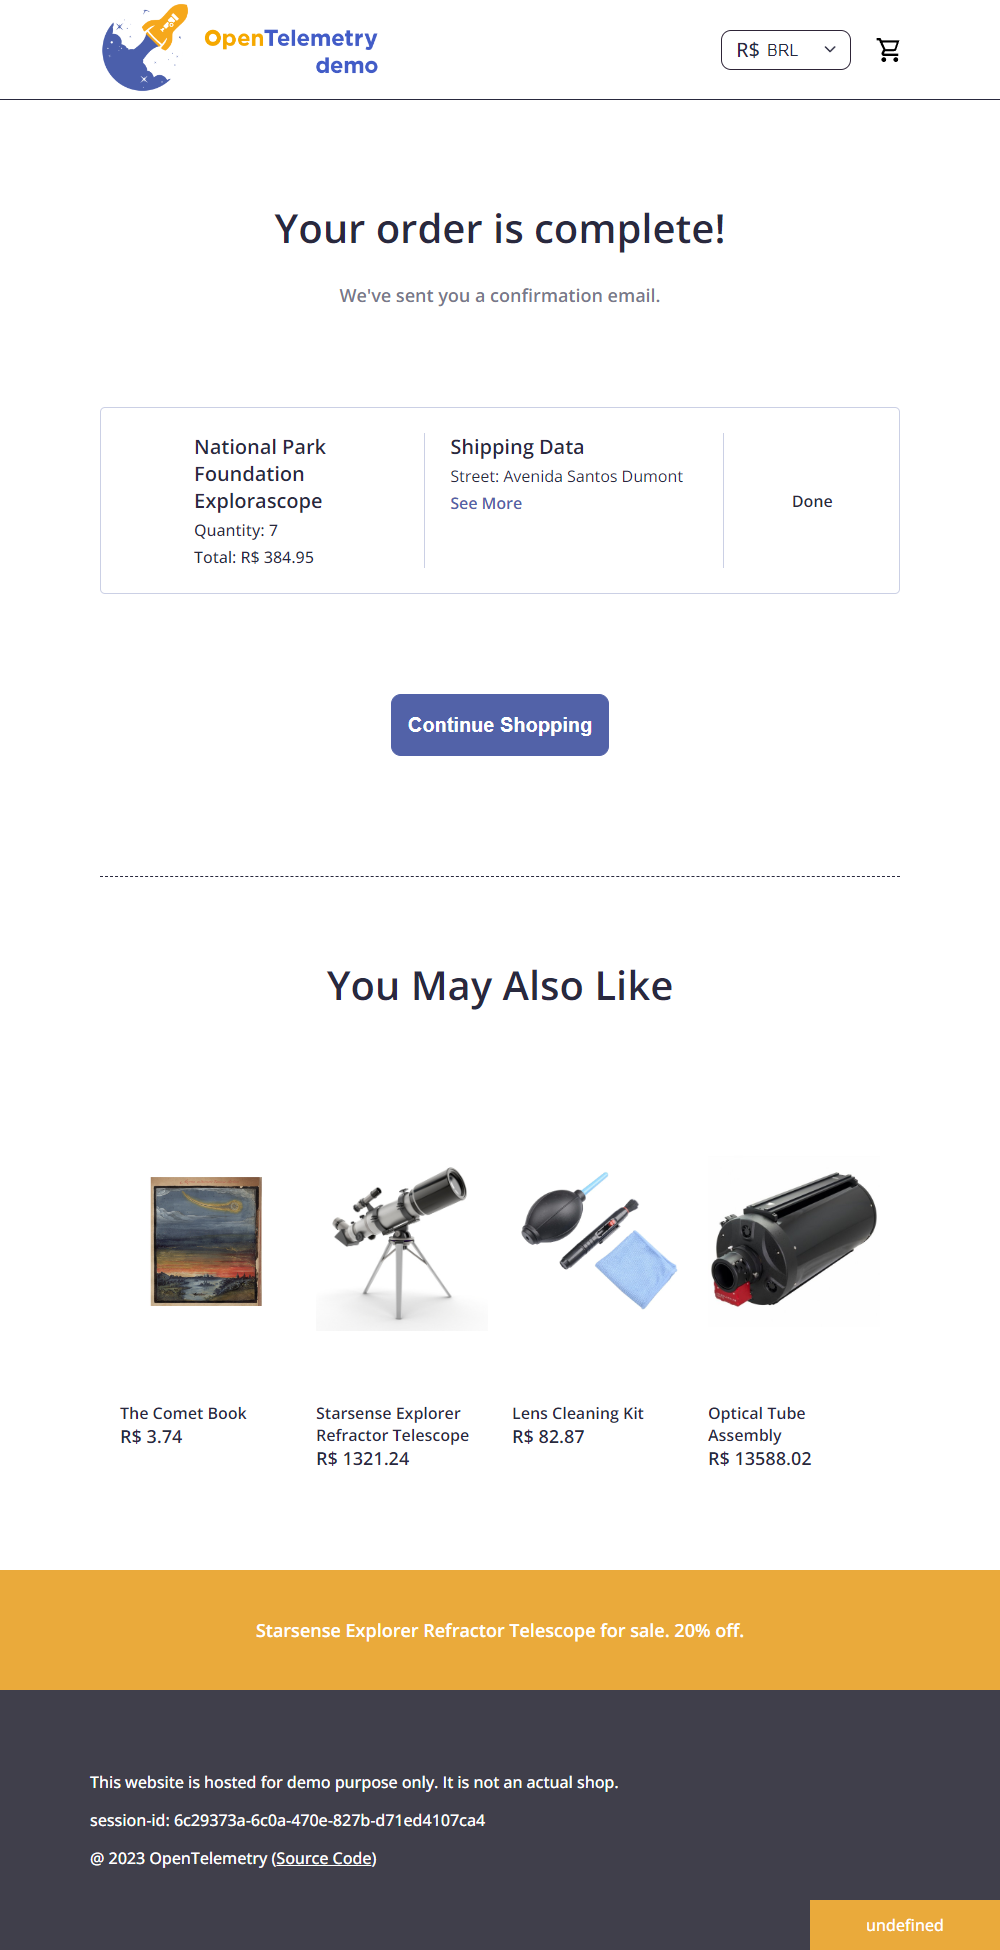 OpenTelemetry
demo
R$ BRL
Your order is complete!
We've sent you a confirmation email.
National Park
Foundation
Explorascope
Quantity: 7
Total: R$ 384.95
Shipping Data
Street: Avenida Santos Dumont
See More
Done
Continue Shopping
You May Also Like
The Comet Book
R$ 3.74
Starsense Explorer
Refractor Telescope
R$ 1321.24
Lens Cleaning Kit
R$ 82.87
Optical Tube
Assembly
R$ 13588.02
Starsense Explorer Refractor Telescope for sale. 20% off.
This website is hosted for demo purpose only. It is not an actual shop.
session-id: 6c29373a-6c0a-470e-827b-d71ed4107ca4
@ 2023 OpenTelemetry (Source Code)
undefined